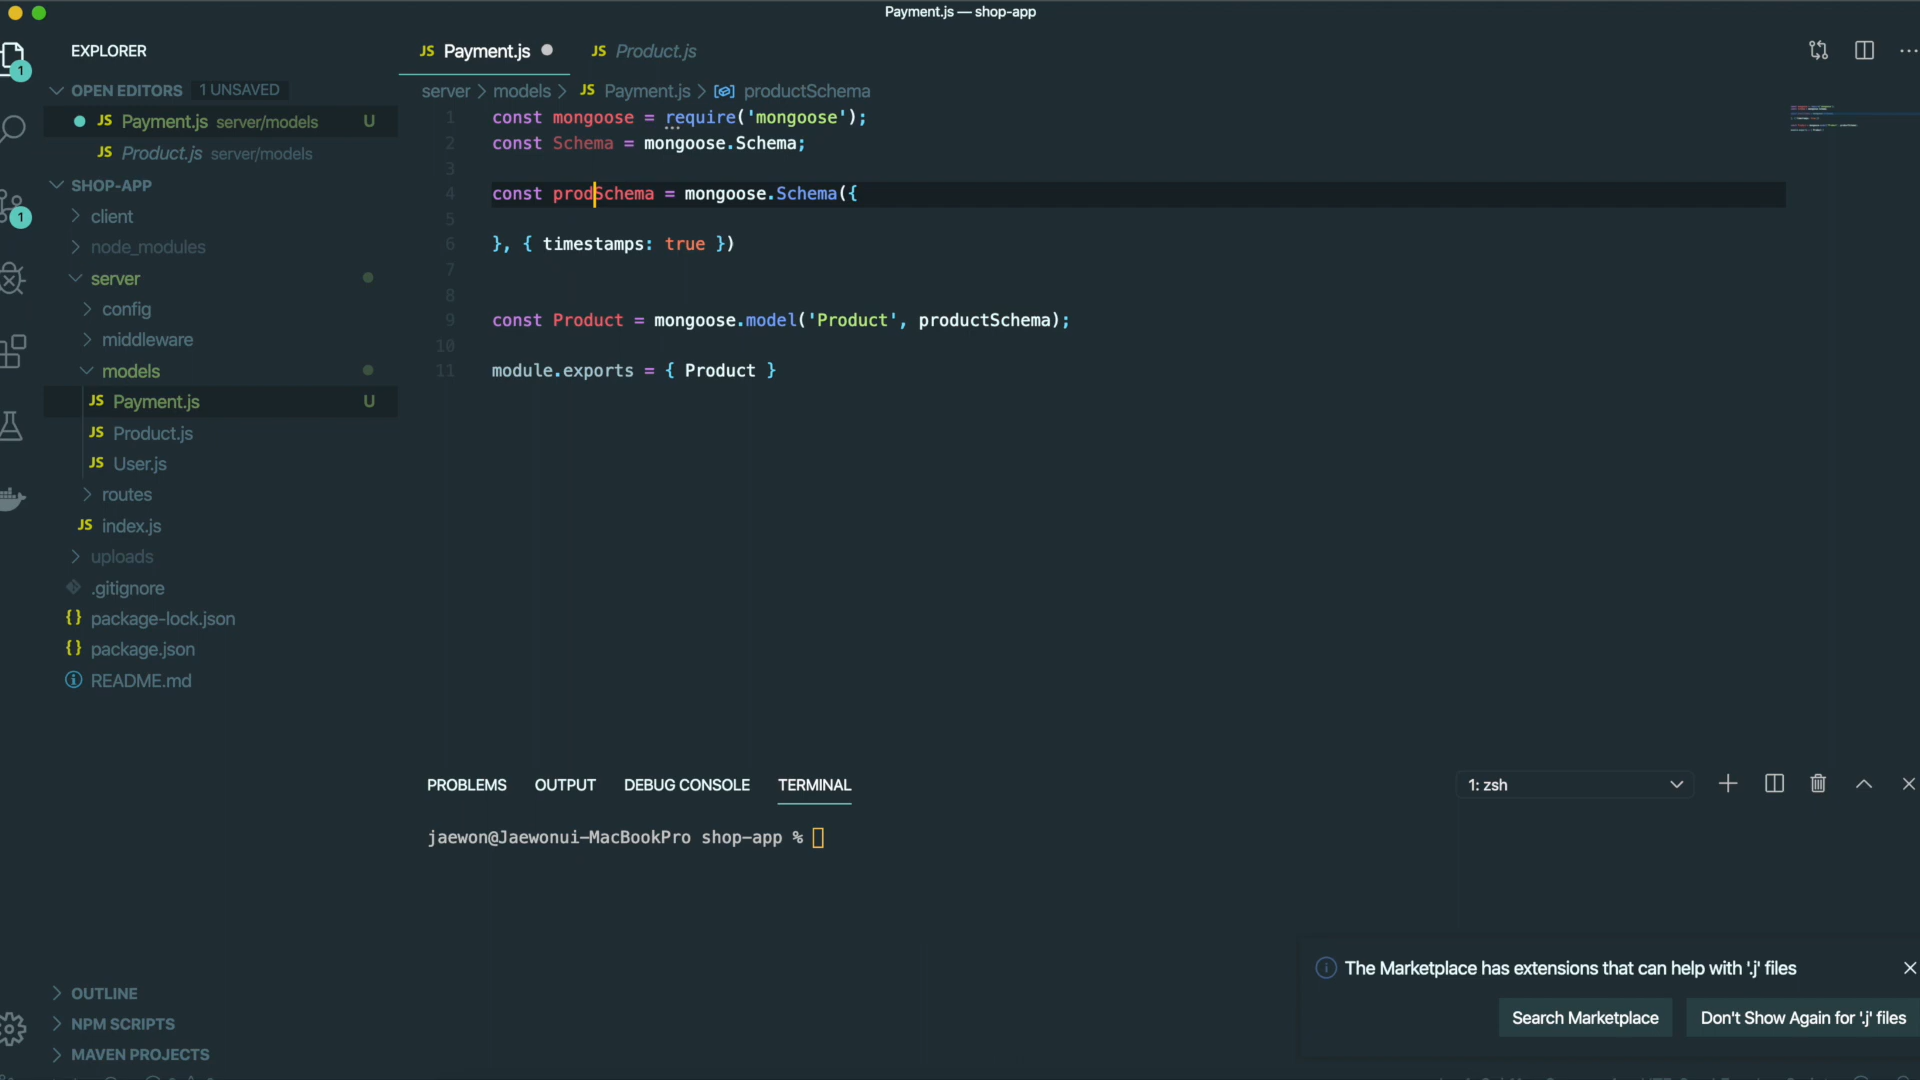 Payment.js — shop-app
EXPLORER
OPEN EDITORS 1 UNSAVED
JS Payment.js server/models U
JS Product.js server/models
SHOP-APP
client
node_modules
server
config
middleware
models
JS Payment.js U
JS Product.js
JS User.js
routes
JS index.js
uploads
.gitignore
{} package-lock.json
{} package.json
README.md
OUTLINE
NPM SCRIPTS
MAVEN PROJECTS
1
1
JS Payment.js
JS Product.js
server > models > JS Payment.js > productSchema
1 const mongoose = require('mongoose');
2 const Schema = mongoose.Schema;
3
4 const prodSchema = mongoose.Schema({
5
6 }, { timestamps: true })
7
8
9 const Product = mongoose.model('Product', productSchema);
10
11 module.exports = { Product }
PROBLEMS OUTPUT DEBUG CONSOLE TERMINAL
1: zsh
jaewon@Jaewonui-MacBookPro shop-app %
The Marketplace has extensions that can help with '.j' files
Search Marketplace
Don't Show Again for '.j' files